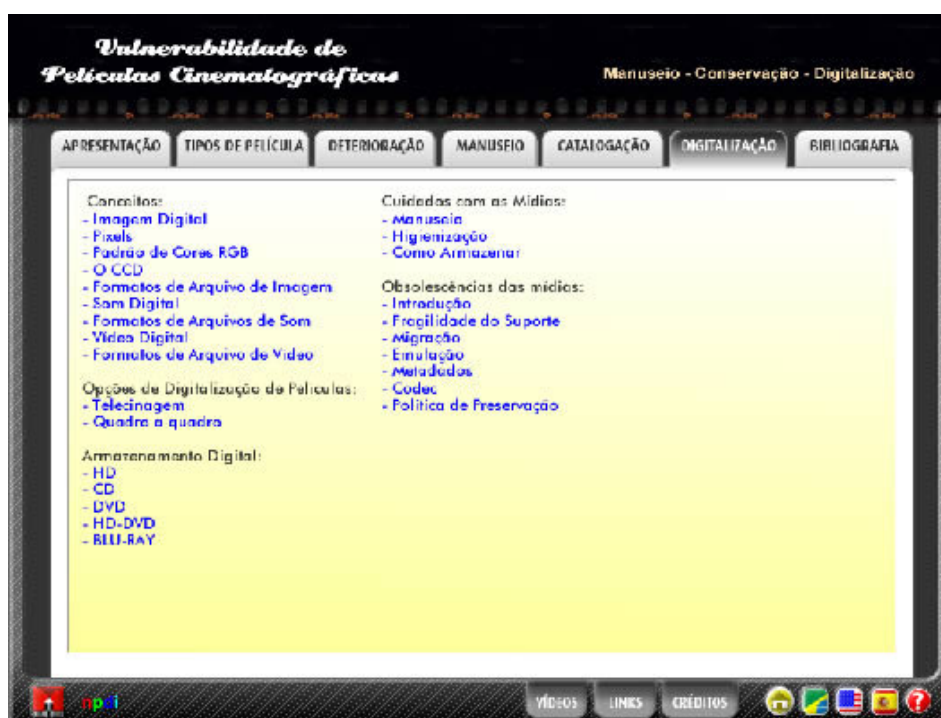 Vulnerabilidade de
Películas Cinematográficas
Manuseio - Conservação - Digitalização
APRESENTAÇÃO
TIPOS DE PELÍCULA
DETERIORAÇÃO
MANUSEIO
CATALOGAÇÃO
DIGITALIZAÇÃO
BIBLIOGRAFIA
Conceitos:
- Imagem Digital
- Pixels
- Padrão de Cores RGB
- O CCD
- Formatos de Arquivo de Imagem
- Som Digital
- Formatos de Arquivos de Som
- Vídeo Digital
- Formatos de Arquivo de Vídeo
Opções de Digitalização de Películas:
- Telecinagem
- Quadro a quadro
Armazenamento Digital:
- HD
- CD
- DVD
- HD-DVD
- BLU-RAY
Cuidados com as Mídias:
- Manuseio
- Higienização
- Como Armazenar
Obsolescências das mídias:
- Introdução
- Fragilidade do Suporte
- Migração
- Emulação
- Metadados
- Codec
- Política de Preservação
npdi
VÍDEOS
LINKS
CRÉDITOS
?